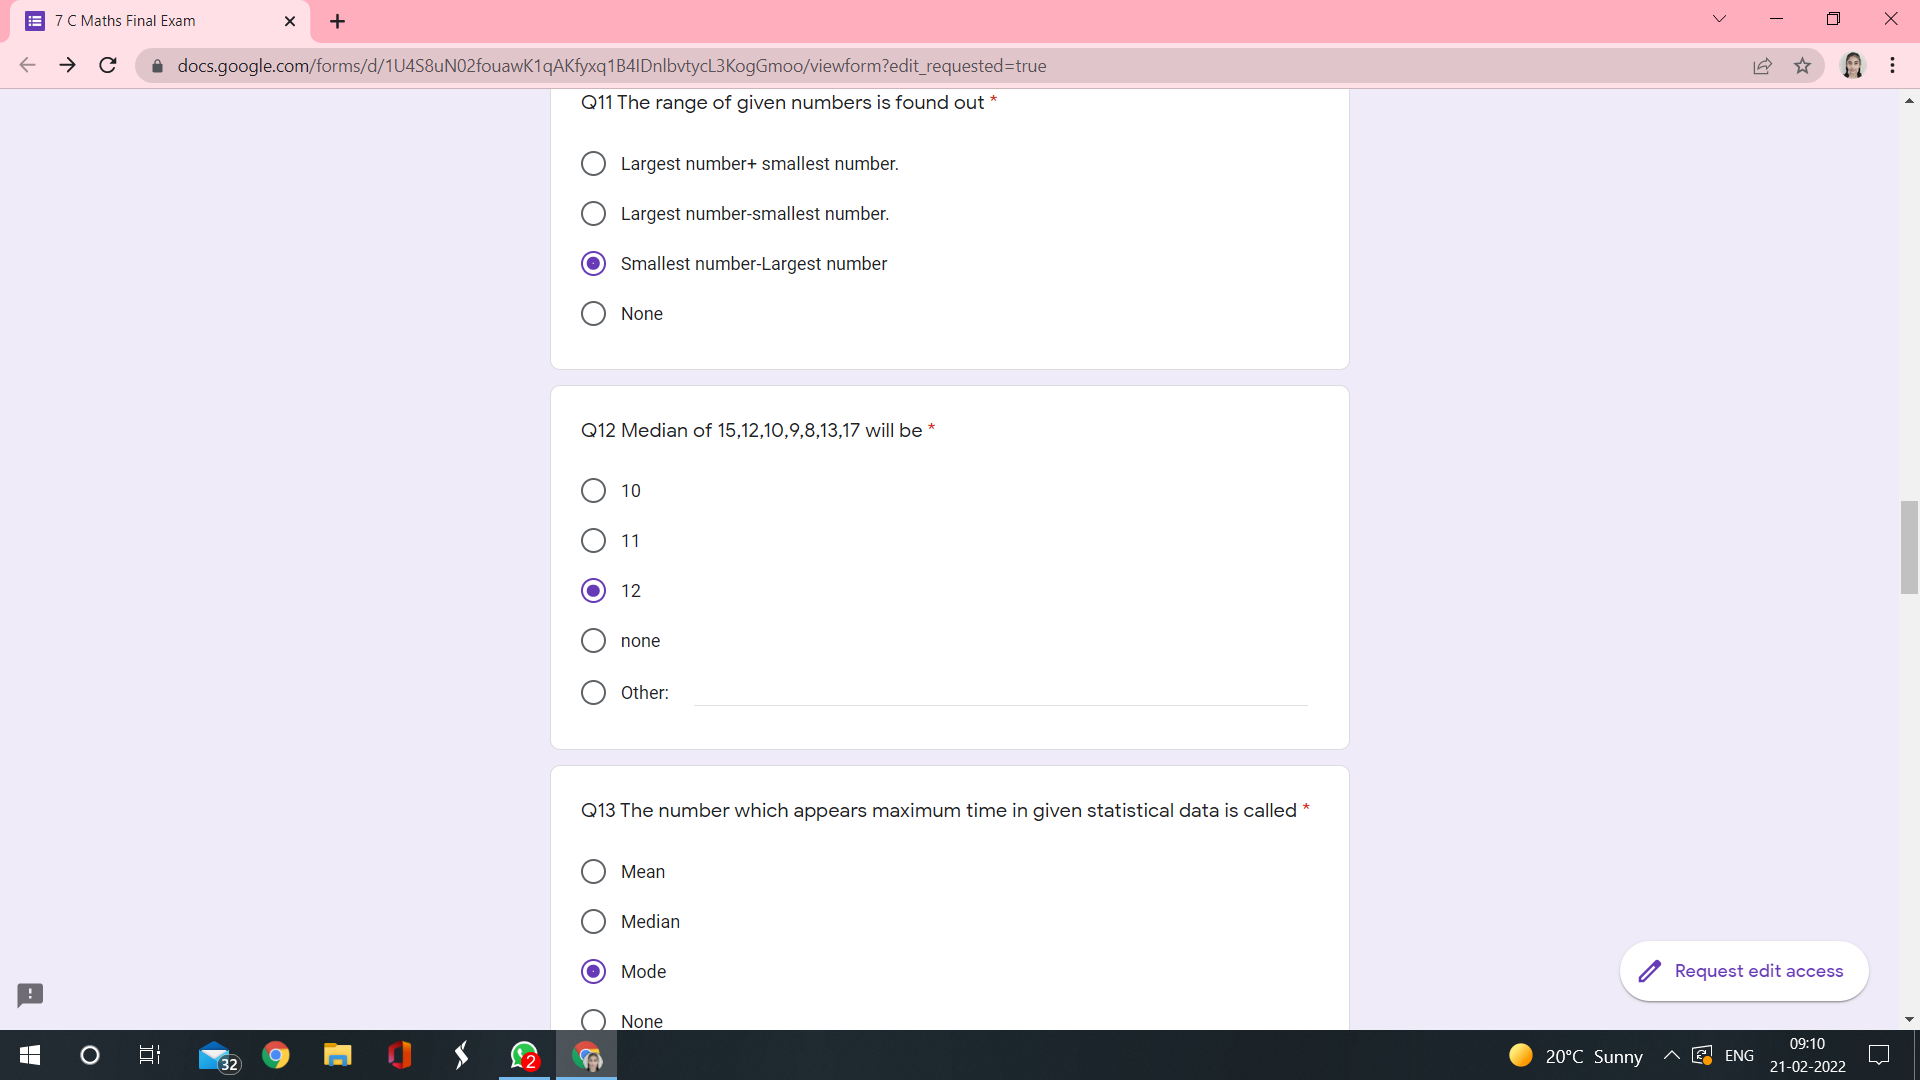 7 C Maths Final Exam
docs.google.com/forms/d/1U4S8uN02fouawK1qAKfyxq1B4IDnlbvtycL3KogGmoo/viewform?edit_requested=true
Q11 The range of given numbers is found out *
Largest number+ smallest number.
Largest number-smallest number.
Smallest number-Largest number
None
Q12 Median of 15,12,10,9,8,13,17 will be *
10
11
12
none
Other:
Q13 The number which appears maximum time in given statistical data is called *
Mean
Median
Mode
None
Request edit access
32
2
20°C Sunny
ENG
09:10
21-02-2022